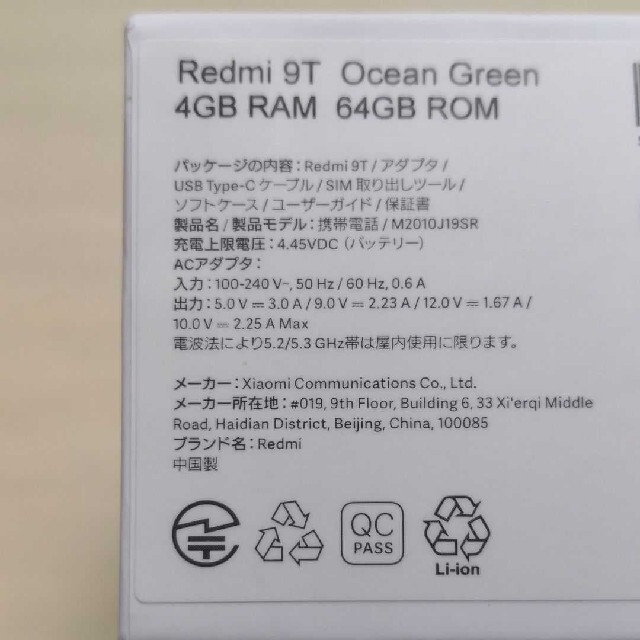 Redmi 9T Ocean Green
4GB RAM 64GB ROM
パッケージの内容：Redmi 9T / アダプタ /
USB Type-C ケーブル / SIM 取り出しツール /
ソフトケース / ユーザーガイド / 保証書
製品名 / 製品モデル：携帯電話 / M2010J19SR
充電上限電圧：4.45VDC（バッテリー）
ACアダプタ：
入力：100-240 V~, 50 Hz / 60 Hz, 0.6 A
出力：5.0 V ⎓ 3.0 A / 9.0 V ⎓ 2.23 A / 12.0 V ⎓ 1.67 A /
10.0 V ⎓ 2.25 A Max
電波法により5.2/5.3 GHz帯は屋内使用に限ります。
メーカー：Xiaomi Communications Co., Ltd.
メーカー所在地：#019, 9th Floor, Building 6, 33 Xi'erqi Middle
Road, Haidian District, Beijing, China, 100085
ブランド名：Redmi
中国製
QC
PASS
Li-ion